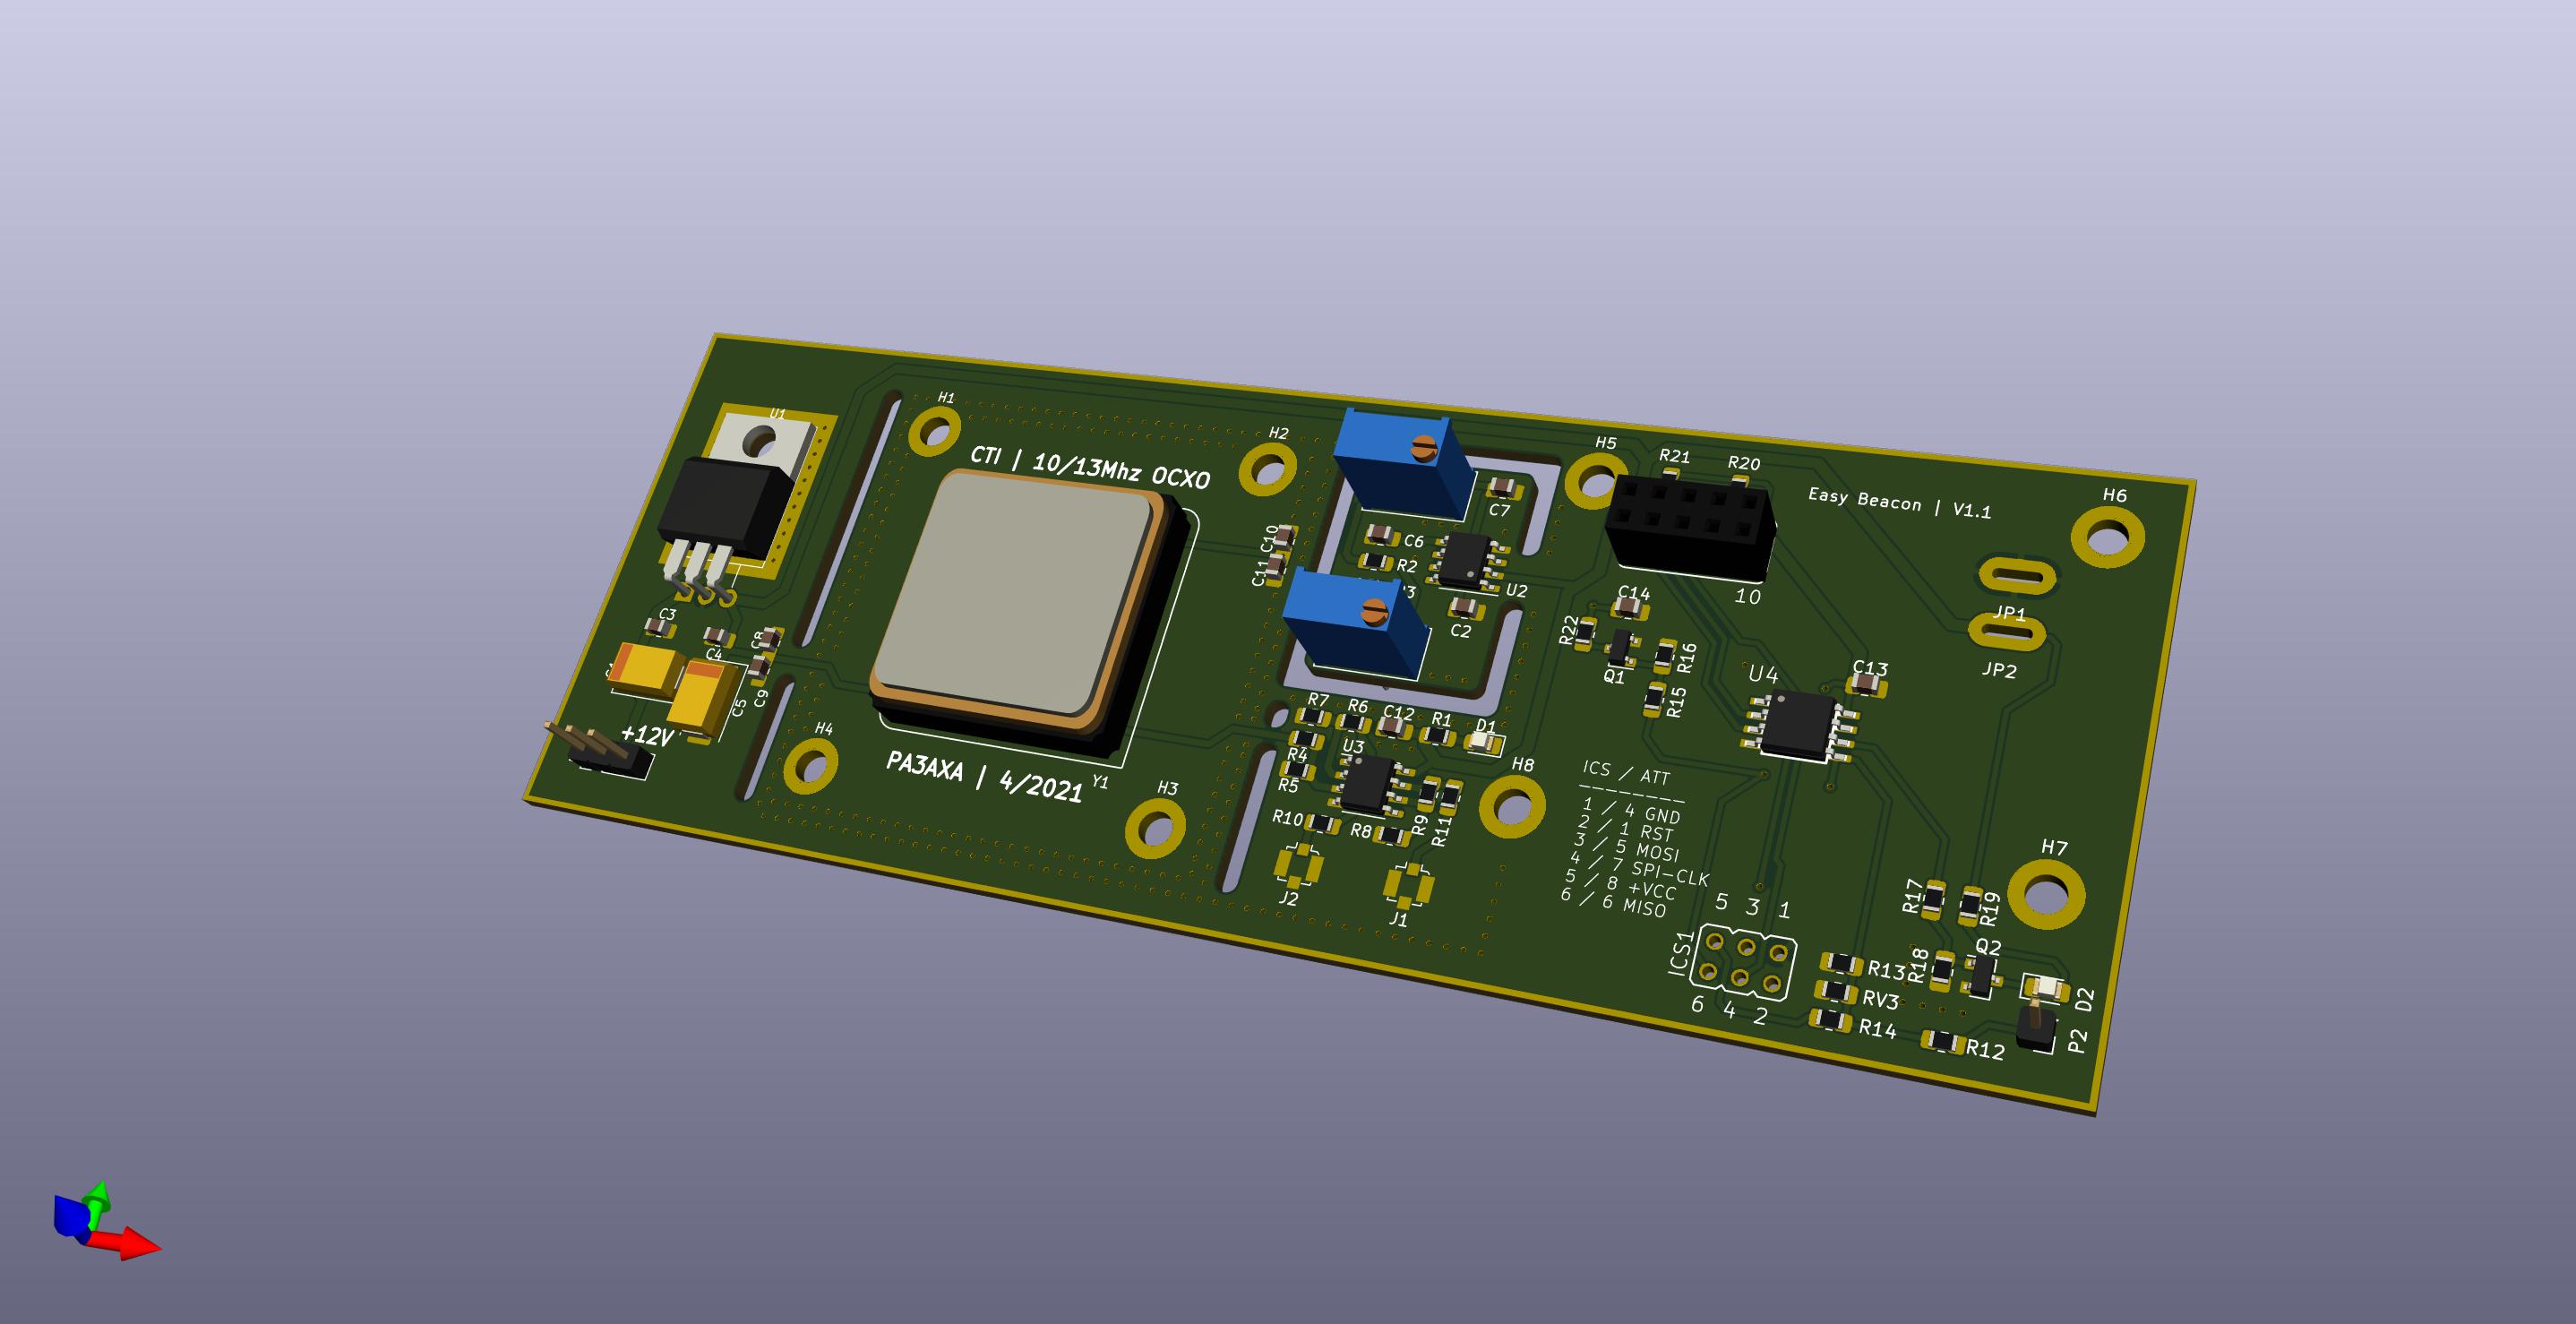 U1
H1
H2
CTI | 10/13Mhz OCXO
H5
R21
R20
H6
Easy Beacon | V1.1
C7
C10
C6
C11
R2
U2
10
C14
C2
JP1
R22
JP2
C3
C8
C4
R16
Q1
U4
C13
R15
C9
C5
+12V
H4
R7
R6
C12
R1
D1
U3
R4
R5
PA3AXA | 4/2021
Y1
H3
H8
ICS / ATT
---------
1 / 4 GND
2 / 1 RST
3 / 5 MOSI
4 / 7 SPI-CLK
5 / 8 +VCC
6 / 6 MISO
R10
R8
R9
R11
H7
J2
J1
5 3 1
R17
R19
ICS1
Q2
R18
R13
RV3
R14
6 4 2
D2
R12
P2